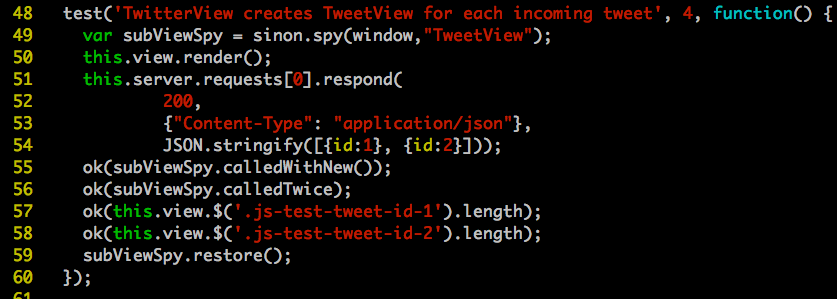 48   test('TwitterView creates TweetView for each incoming tweet', 4, function() {
49     var subViewSpy = sinon.spy(window,"TweetView");
50     this.view.render();
51     this.server.requests[0].respond(
52             200,
53             {"Content-Type": "application/json"},
54             JSON.stringify([{id:1}, {id:2}]));
55     ok(subViewSpy.calledWithNew());
56     ok(subViewSpy.calledTwice);
57     ok(this.view.$('.js-test-tweet-id-1').length);
58     ok(this.view.$('.js-test-tweet-id-2').length);
59     subViewSpy.restore();
60   });
61